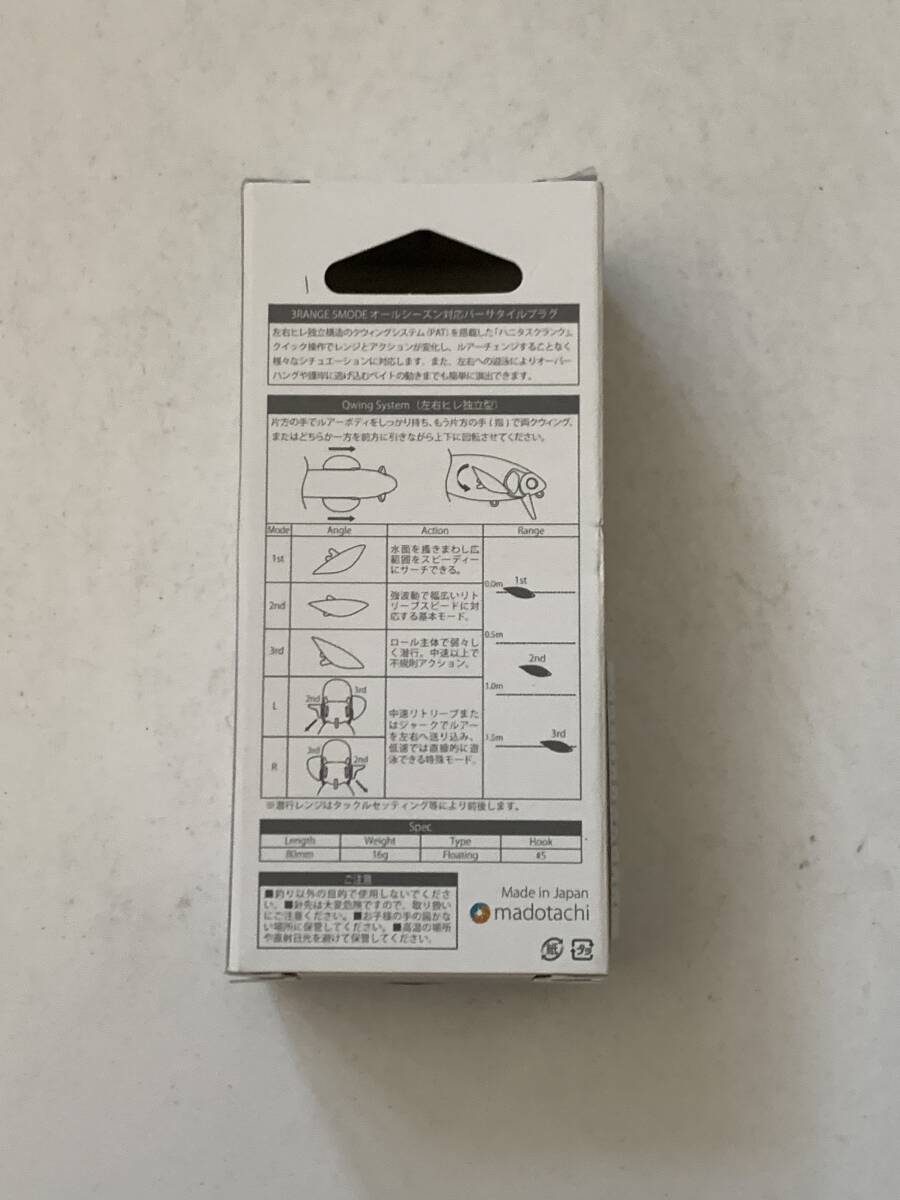 3RANGE 5MODE オールシーズン対応バーサタイルプラグ
左右ヒレ独立構造のクウィングシステム（PAT）を搭載した「ハニタスクランク」。
クイック操作でレンジとアクションが変化し、ルアーチェンジすることなく
様々なシチュエーションに対応します。また、左右への遊泳によりオーバー
ハングや護岸に逃げ込むベイトの動きまでも簡単に演出できます。
Qwing System（左右ヒレ独立型）
片方の手でルアーボディをしっかり持ち、もう片方の手(指)で両クウィング、
またはどちらか一方を前方に引きながら上下に回転させてください。
Mode Angle Action Range
1st
水面を掻きまわし広
範囲をスピーディー
にサーチできる。
2nd
強波動で幅広いリト
リーブスピードに対
応する基本モード。
3rd
ロール主体で弱々し
く潜行。中速以上で
不規則アクション。
L
2nd 3rd
R
3rd 2nd
中速リトリーブまた
はジャークでルアー
を左右へ送り込み、
低速では直線的に遊
泳できる特殊モード。
0.0m 1st
0.5m
2nd
1.0m
1.5m 3rd
※潜行レンジはタックルセッティング等により前後します。
Spec
Length Weight Type Hook
80mm 16g Floating #5
ご注意
■釣り以外の目的で使用しないでくださ
い。■針先は大変危険ですので、取り扱い
にご注意ください。■お子様の手の届かな
い場所に保管してください。■高温の場所
や直射日光を避けて保管してください。
Made in Japan
madotachi
紙 タグ